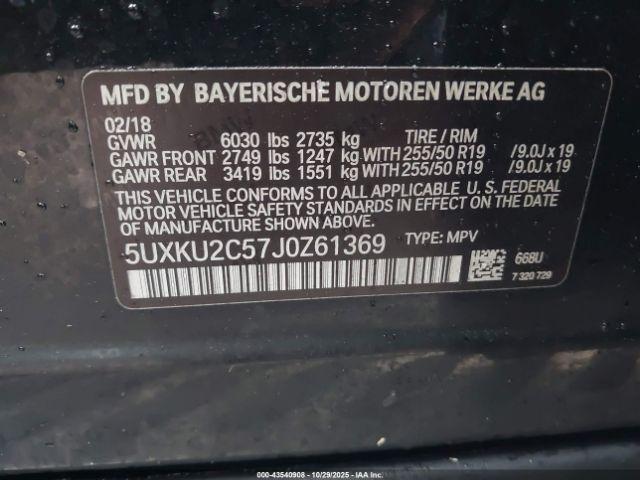 MFD BY BAYERISCHE MOTOREN WERKE AG
02/18
GVWR 6030 lbs 2735 kg TIRE / RIM
GAWR FRONT 2749 lbs 1247 kg WITH 255/50 R19 /9.0J x 19
GAWR REAR 3419 lbs 1551 kg WITH 255/50 R19 /9.0J x 19
THIS VEHICLE CONFORMS TO ALL APPLICABLE U. S. FEDERAL
MOTOR VEHICLE SAFETY STANDARDS IN EFFECT ON THE DATE
OF MANUFACTURE SHOWN ABOVE.
5UXKU2C57J0Z61369 TYPE: MPV
668U
7 320 729
00-43540908 - 10/29/2025 - IAAI.COM